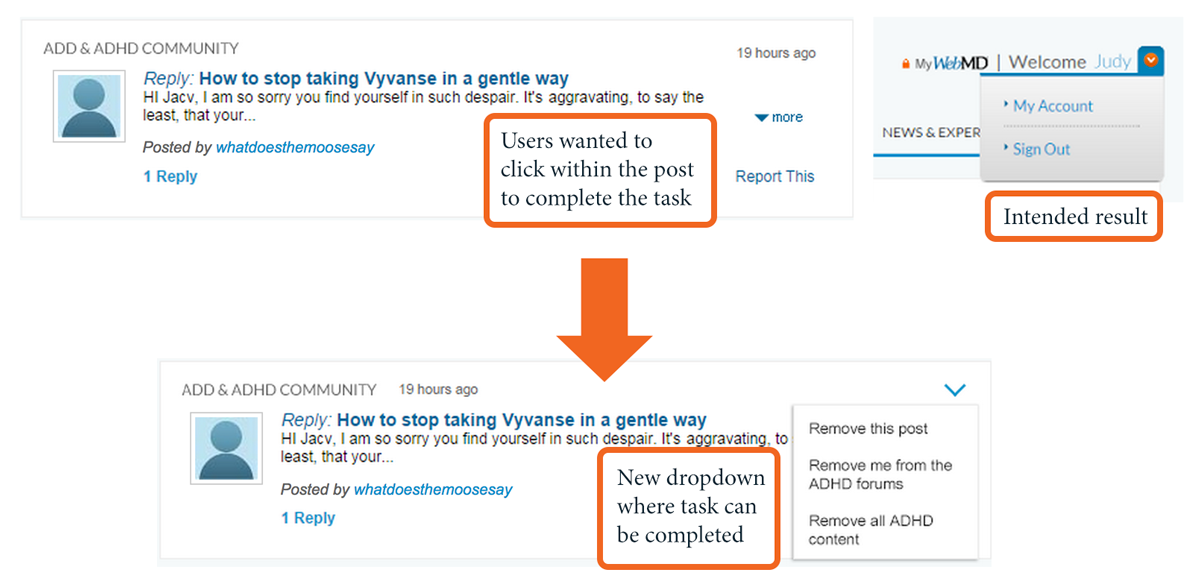 ADD & ADHD COMMUNITY
19 hours ago
Reply: How to stop taking Vyvanse in a gentle way
HI Jacv, I am so sorry you find yourself in such despair. It's aggravating, to say the
least, that your...
more
Posted by whatdoesthemoosesay
1 Reply
Report This
Users wanted to
click within the post
to complete the task
My WebMD | Welcome Judy
My Account
NEWS & EXPER
Sign Out
Intended result
ADD & ADHD COMMUNITY 19 hours ago
Reply: How to stop taking Vyvanse in a gentle way
HI Jacv, I am so sorry you find yourself in such despair. It's aggravating, to
least, that your...
Posted by whatdoesthemoosesay
1 Reply
New dropdown
where task can
be completed
Remove this post
Remove me from the
ADHD forums
Remove all ADHD
content